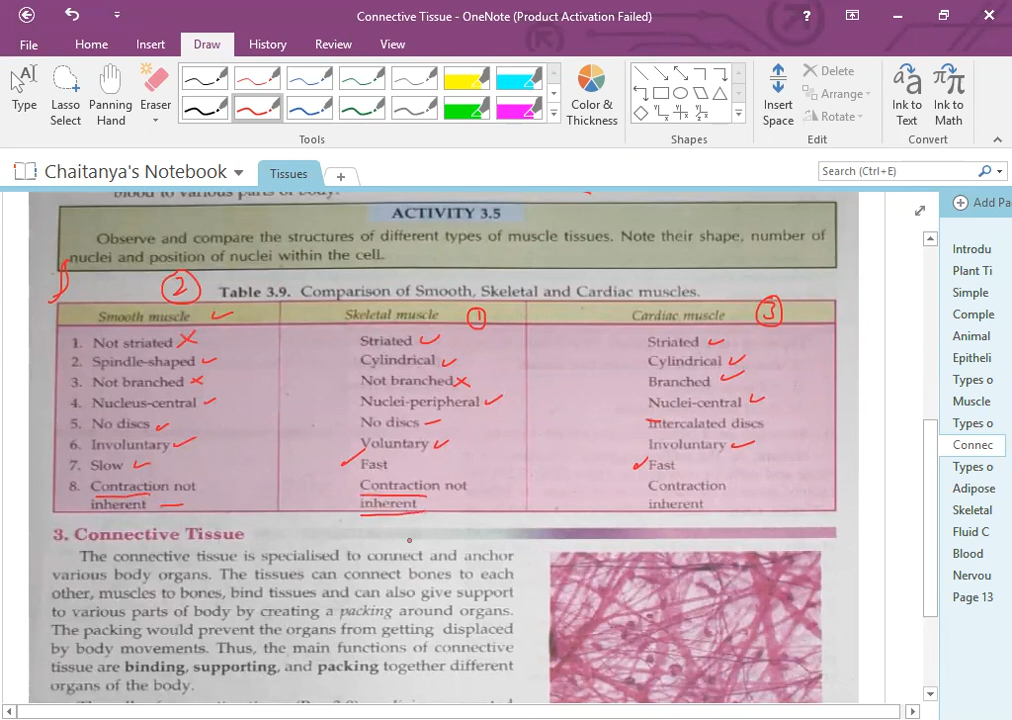 Connective Tissue - OneNote (Product Activation Failed)
?
File Home Insert Draw History Review View
Type Lasso Select Panning Hand Eraser Color & Thickness Insert Space Delete Arrange Rotate Ink to Text Ink to Math
Tools Shapes Edit Convert
Chaitanya's Notebook Tissues + Search (Ctrl+E)
blood to various parts of body.
ACTIVITY 3.5
Observe and compare the structures of different types of muscle tissues. Note their shape, number of
nuclei and position of nuclei within the cell.
2
Table 3.9. Comparison of Smooth, Skeletal and Cardiac muscles.
Smooth muscle Skeletal muscle 1 Cardiac muscle 3
1. Not striated Striated Striated
2. Spindle-shaped Cylindrical Cylindrical
3. Not branched Not branched Branched
4. Nucleus-central Nuclei-peripheral Nuclei-central
5. No discs No discs Intercalated discs
6. Involuntary Voluntary Involuntary
7. Slow Fast Fast
8. Contraction not Contraction not Contraction
inherent inherent inherent
3. Connective Tissue
The connective tissue is specialised to connect and anchor
various body organs. The tissues can connect bones to each
other, muscles to bones, bind tissues and can also give support
to various parts of body by creating a packing around organs.
The packing would prevent the organs from getting displaced
by body movements. Thus, the main functions of connective
tissue are binding, supporting, and packing together different
organs of the body.
Add Pa
Introdu
Plant Ti
Simple
Comple
Animal
Epitheli
Types o
Muscle
Types o
Connec
Types o
Adipose
Skeletal
Fluid C
Blood
Nervou
Page 13